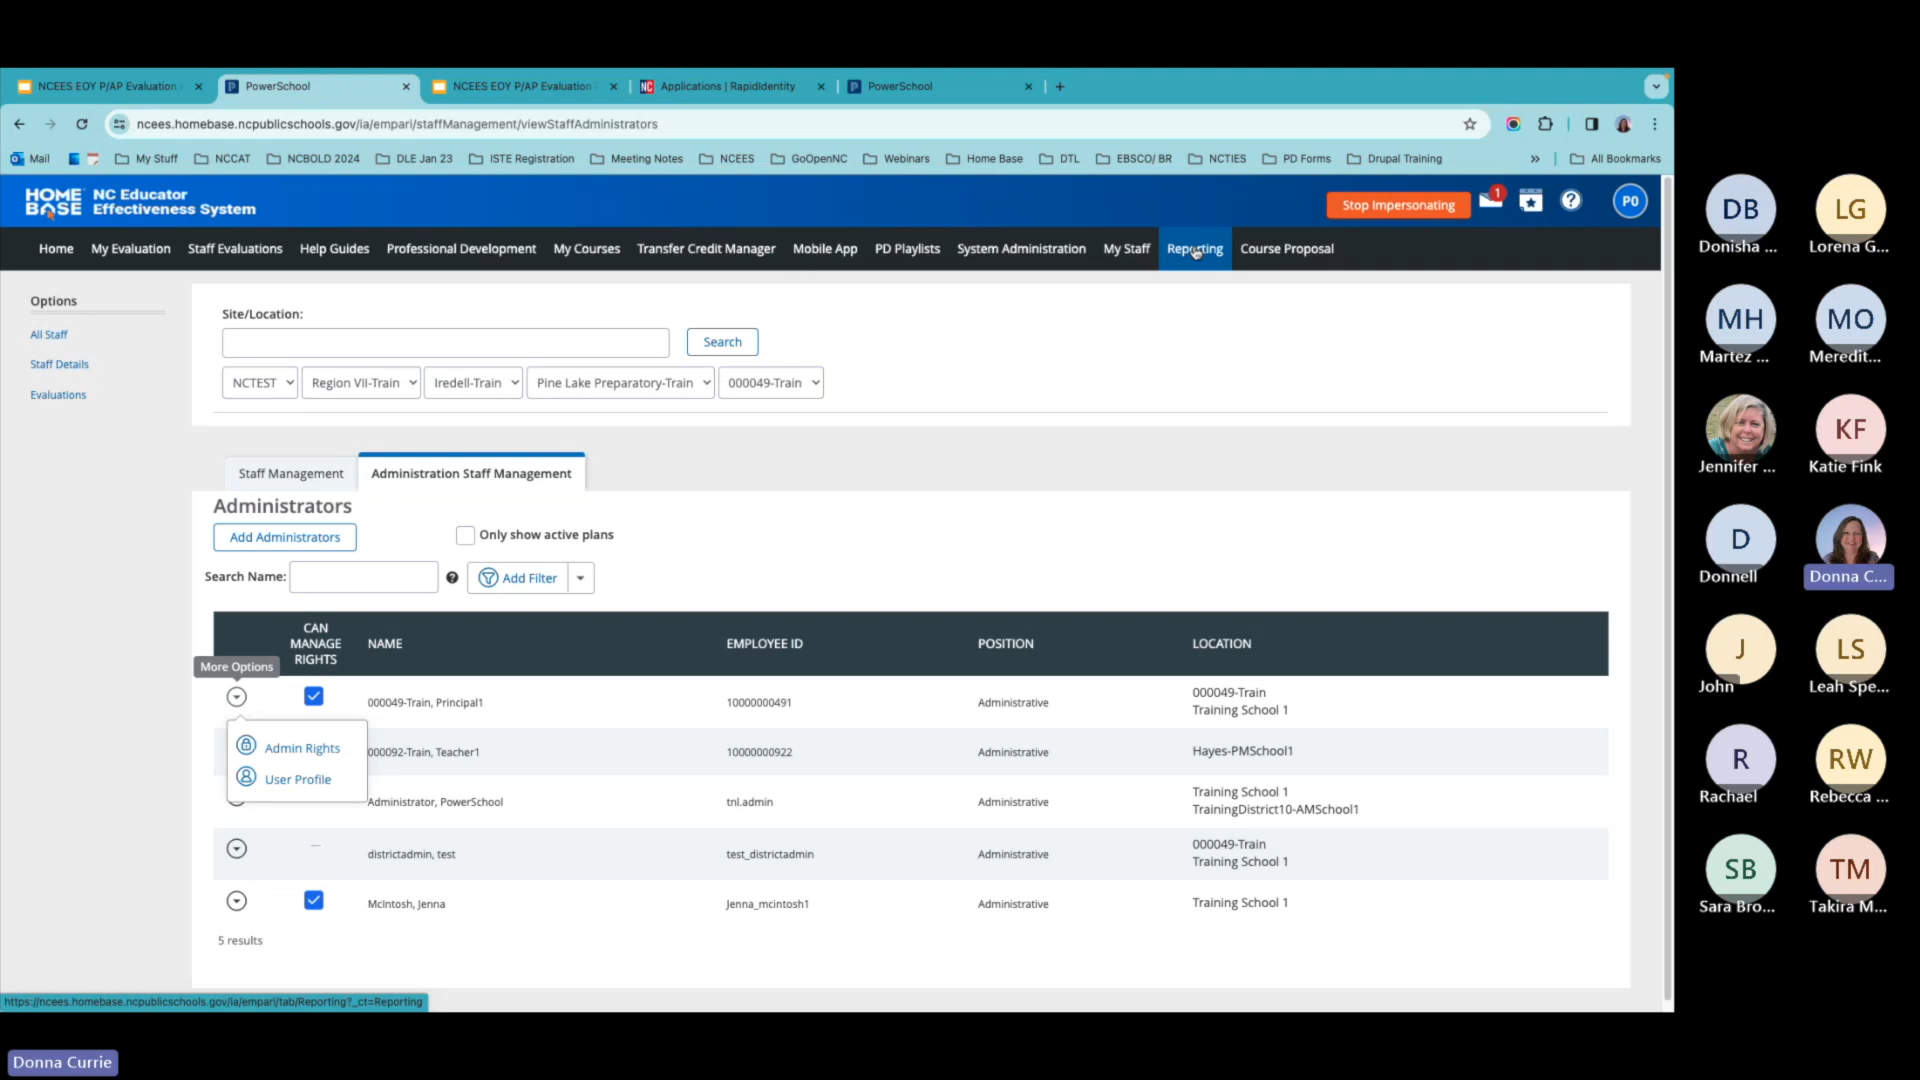 NCEES EOY P/AP Evaluation
PowerSchool
NCEES EOY P/AP Evaluation
Applications | RapidIdentity
PowerSchool
ncees.homebase.ncpublicschools.gov/ia/empari/staffManagement/viewStaffAdministrators
Mail
My Stuff
NCCAT
NCBOLD 2024
DLE Jan 23
ISTE Registration
Meeting Notes
NCEES
GoOpenNC
Webinars
Home Base
DTL
EBSCO/ BR
NCTIES
PD Forms
Drupal Training
»
All Bookmarks
HOME
BASE
NC Educator
Effectiveness System
Stop Impersonating
1
P0
Home
My Evaluation
Staff Evaluations
Help Guides
Professional Development
My Courses
Transfer Credit Manager
Mobile App
PD Playlists
System Administration
My Staff
Reporting
Course Proposal
Options
All Staff
Staff Details
Evaluations
Site/Location:
Search
NCTEST
Region VII-Train
Iredell-Train
Pine Lake Preparatory-Train
000049-Train
Staff Management
Administration Staff Management
Administrators
Add Administrators
Only show active plans
Search Name:
Add Filter
CAN
MANAGE
RIGHTS
NAME
EMPLOYEE ID
POSITION
LOCATION
More Options
000049-Train, Principal1
10000000491
Administrative
000049-Train
Training School 1
Admin Rights
User Profile
000092-Train, Teacher1
10000000922
Administrative
Hayes-PMSchool1
Administrator, PowerSchool
tnl.admin
Administrative
Training School 1
TrainingDistrict10-AMSchool1
districtadmin, test
test_districtadmin
Administrative
000049-Train
Training School 1
McIntosh, Jenna
Jenna_mcintosh1
Administrative
Training School 1
5 results
https://ncees.homebase.ncpublicschools.gov/ia/empari/tab/Reporting?_ct=Reporting
Donna Currie
DB
Donisha ...
LG
Lorena G...
MH
Martez ...
MO
Meredit...
Jennifer ...
KF
Katie Fink
D
Donnell
Donna C...
J
John
LS
Leah Spe...
R
Rachael
RW
Rebecca ...
SB
Sara Bro...
TM
Takira M...